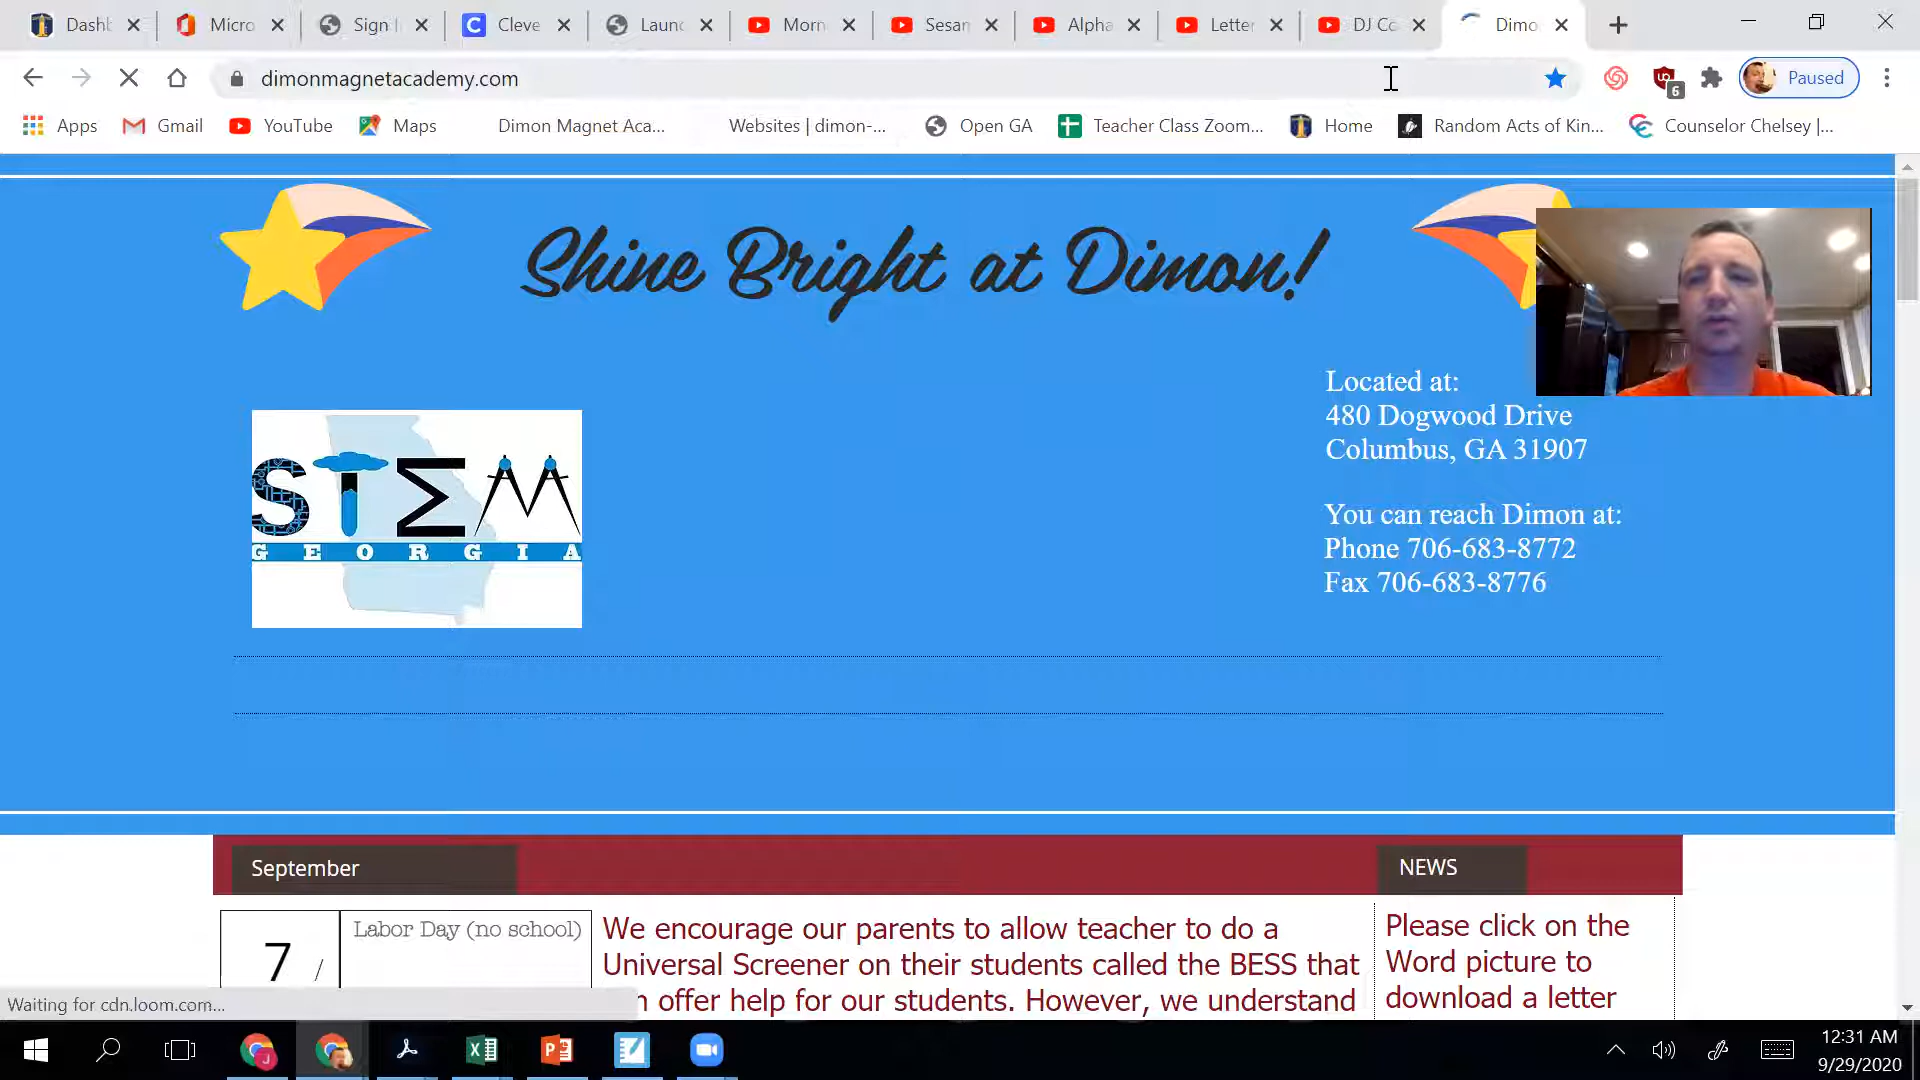 Dashb
Micro
Sign I
Cleve
Launc
Morn
Sesam
Alpha
Letter
DJ Co
Dimo
dimonmagnetacademy.com
6
Paused
Apps
Gmail
YouTube
Maps
Dimon Magnet Aca...
Websites | dimon-...
Open GA
Teacher Class Zoom...
Home
Random Acts of Kin...
Counselor Chelsey |...
Shine Bright at Dimon!
Located at:
480 Dogwood Drive
Columbus, GA 31907
You can reach Dimon at:
Phone 706-683-8772
Fax 706-683-8776
STEM
GEORGIA
September
NEWS
7 /
Labor Day (no school)
We encourage our parents to allow teacher to do a
Universal Screener on their students called the BESS that
offer help for our students. However, we understand
Please click on the
Word picture to
download a letter
Waiting for cdn.loom.com...
12:31 AM
9/29/2020